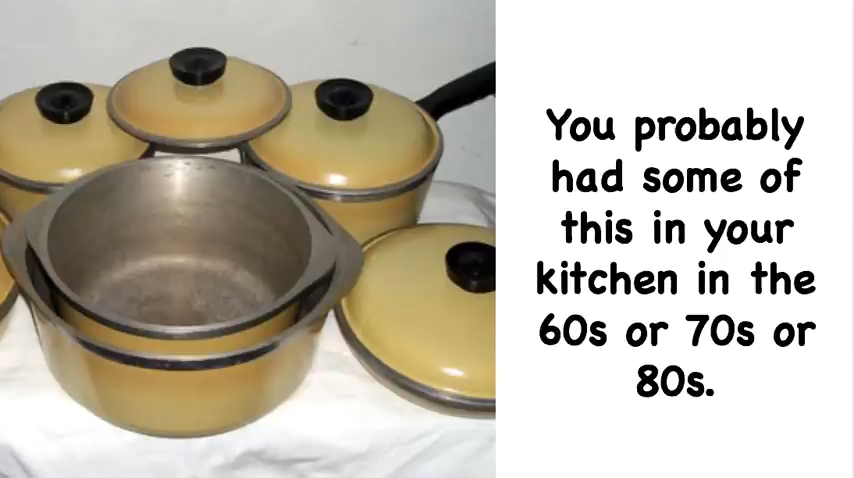 You probably
had some of
this in your
kitchen in the
60s or 70s or
80s.